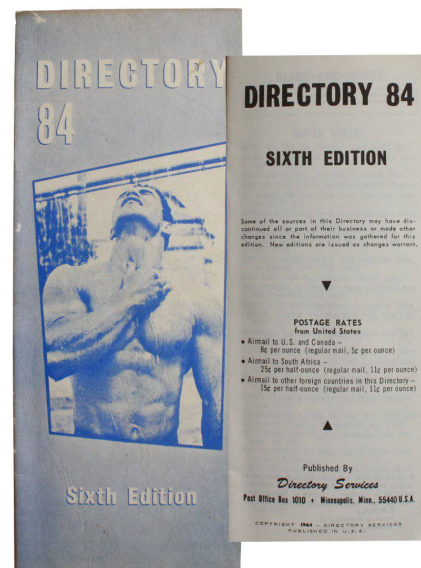 DIRECTORY
84
Sixth Edition
DIRECTORY 84
SIXTH EDITION
Some of the sources in this Directory may have dis-
continued all or part of their business or made other
changes since the information was gathered for this
edition. New editions are issued as changes warrant.
POSTAGE RATES
from United States
• Airmail to U.S. and Canada –
8¢ per ounce (regular mail, 5¢ per ounce)
• Airmail to South Africa –
25¢ per half-ounce (regular mail, 11¢ per ounce)
• Airmail to other foreign countries in this Directory –
15¢ per half-ounce (regular mail, 11¢ per ounce)
Published By
Directory Services
Post Office Box 1010 • Minneapolis, Minn., 55440 U.S.A.
COPYRIGHT 1964 – DIRECTORY SERVICES
PUBLISHED IN U.S.A.